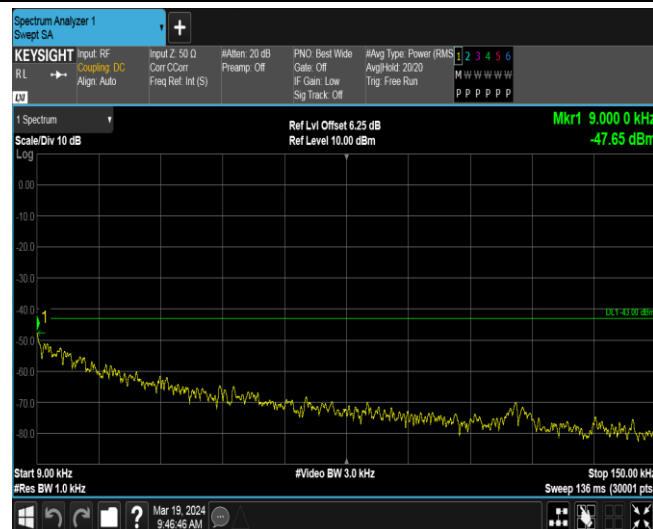 Spectrum Analyzer 1
Swept SA
+
KEYSIGHT
RL
LXI
Input: RF
Coupling: DC
Align: Auto
Input Z: 50 Ω
Corr CCorr
Freq Ref: Int (S)
#Atten: 20 dB
Preamp: Off
PNO: Best Wide
Gate: Off
IF Gain: Low
Sig Track: Off
#Avg Type: Power (RMS
Avg|Hold: 20/20
Trig: Free Run
1 2 3 4 5 6
M W W W W W
P P P P P P
1 Spectrum
Scale/Div 10 dB
Log
Ref Lvl Offset 6.25 dB
Ref Level 10.00 dBm
Mkr1 9.000 0 kHz
-47.65 dBm
0.00
-10.0
-20.0
-30.0
-40.0
-50.0
-60.0
-70.0
-80.0
1
DL1 -43.00 dBm
Start 9.00 kHz
#Res BW 1.0 kHz
#Video BW 3.0 kHz
Stop 150.00 kHz
Sweep 136 ms (30001 pts
?
Mar 19, 2024
9:46:46 AM